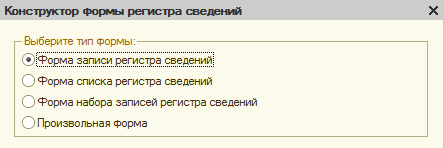 Конструктор формы регистра сведений
Выберите тип формы:
Форма записи регистра сведений
Форма списка регистра сведений
Форма набора записей регистра сведений
Произвольная форма